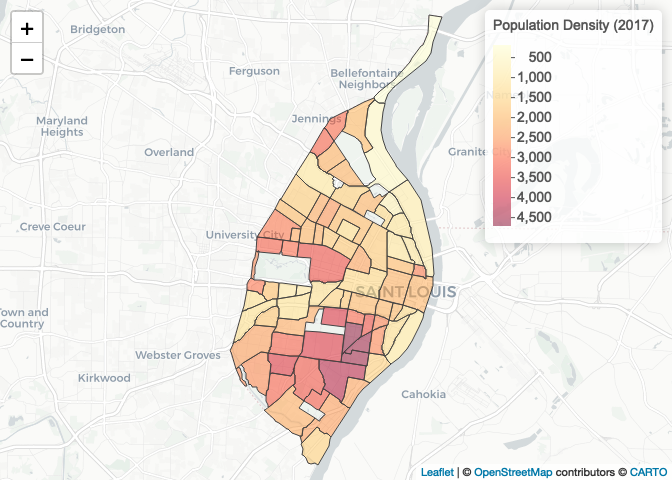 +
−
Bridgeton
Ferguson
Bellefontaine
Neighbor
Jennings
Maryland
Heights
Overland
Granite
Creve Coeur
University City
SAINT LOUIS
Town and
Country
Webster Groves
Kirkwood
Cahokia
Population Density (2017)
500
1,000
1,500
2,000
2,500
3,000
3,500
4,000
4,500
Leaflet | © OpenStreetMap contributors © CARTO